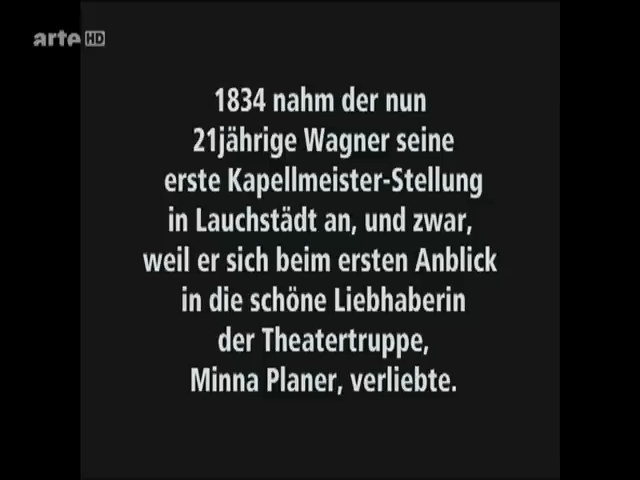 arte HD
1834 nahm der nun
21jährige Wagner seine
erste Kapellmeister-Stellung
in Lauchstädt an, und zwar,
weil er sich beim ersten Anblick
in die schöne Liebhaberin
der Theatertruppe,
Minna Planer, verliebte.